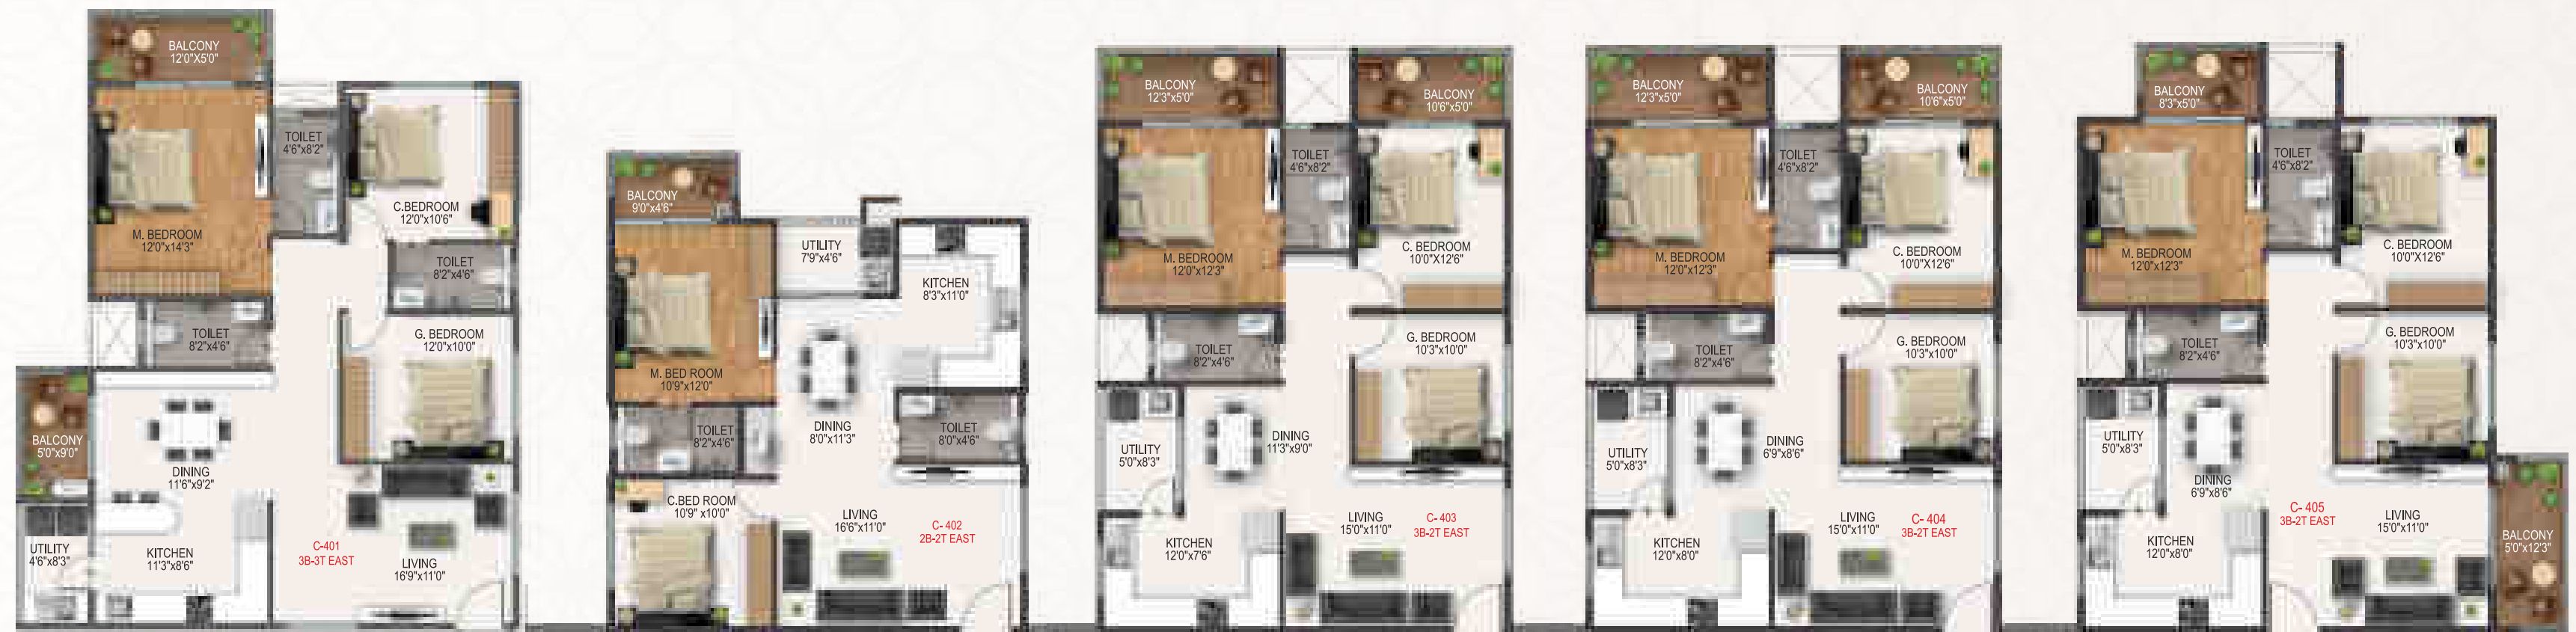 BALCONY
12'0"X5'0"
M. BEDROOM
12'0"x14'3"
TOILET
4'6"x8'2"
C.BEDROOM
12'0"x10'6"
TOILET
8'2"x4'6"
TOILET
8'2"x4'6"
G. BEDROOM
12'0"x10'0"
BALCONY
5'0"x9'0"
DINING
11'6"x9'2"
UTILITY
4'6"x8'3"
KITCHEN
11'3"x8'6"
C-401
3B-3T EAST
LIVING
16'9"x11'0"
BALCONY
9'0"x4'6"
UTILITY
7'9"x4'6"
KITCHEN
8'3"x11'0"
M. BED ROOM
10'9"x12'0"
TOILET
8'2"x4'6"
DINING
8'0"x11'3"
TOILET
8'0"x4'6"
C.BED ROOM
10'9" x10'0"
LIVING
16'6"x11'0"
C- 402
2B-2T EAST
BALCONY
12'3"x5'0"
BALCONY
10'6"x5'0"
TOILET
4'6"x8'2"
M. BEDROOM
12'0"x12'3"
C. BEDROOM
10'0"X12'6"
TOILET
8'2"x4'6"
G. BEDROOM
10'3"x10'0"
UTILITY
5'0"x8'3"
DINING
11'3"x9'0"
KITCHEN
12'0"x7'6"
LIVING
15'0"x11'0"
C- 403
3B-2T EAST
BALCONY
12'3"x5'0"
BALCONY
10'6"x5'0"
TOILET
4'6"x8'2"
M. BEDROOM
12'0"x12'3"
C. BEDROOM
10'0"X12'6"
TOILET
8'2"x4'6"
G. BEDROOM
10'3"x10'0"
UTILITY
5'0"x8'3"
DINING
6'9"x8'6"
KITCHEN
12'0"x8'0"
LIVING
15'0"x11'0"
C- 404
3B-2T EAST
BALCONY
8'3"x5'0"
TOILET
4'6"x8'2"
M. BEDROOM
12'0"x12'3"
C. BEDROOM
10'0"X12'6"
TOILET
8'2"x4'6"
G. BEDROOM
10'3"x10'0"
UTILITY
5'0"x8'3"
DINING
6'9"x8'6"
KITCHEN
12'0"x8'0"
C- 405
3B-2T EAST
LIVING
15'0"x11'0"
BALCONY
5'0"x12'3"